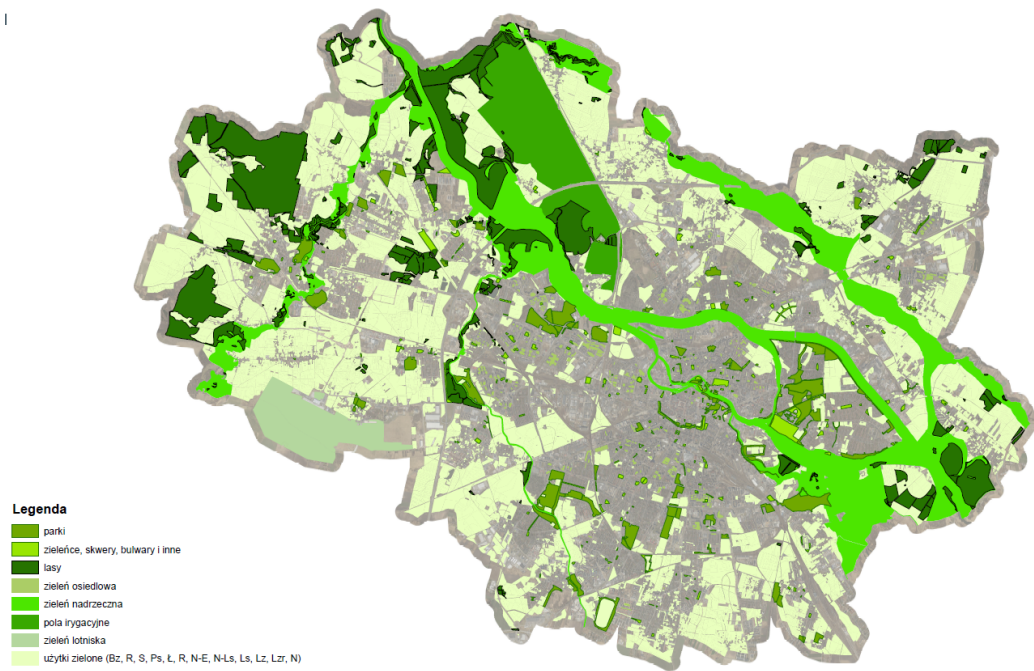 Legenda
parki
zieleńce, skwery, bulwary i inne
lasy
zieleń osiedlowa
zieleń nadrzeczna
pola irygacyjne
zieleń lotniska
użytki zielone (Bz, R, S, Ps, Ł, R, N-E, N-Ls, Ls, Lz, Lzr, N)